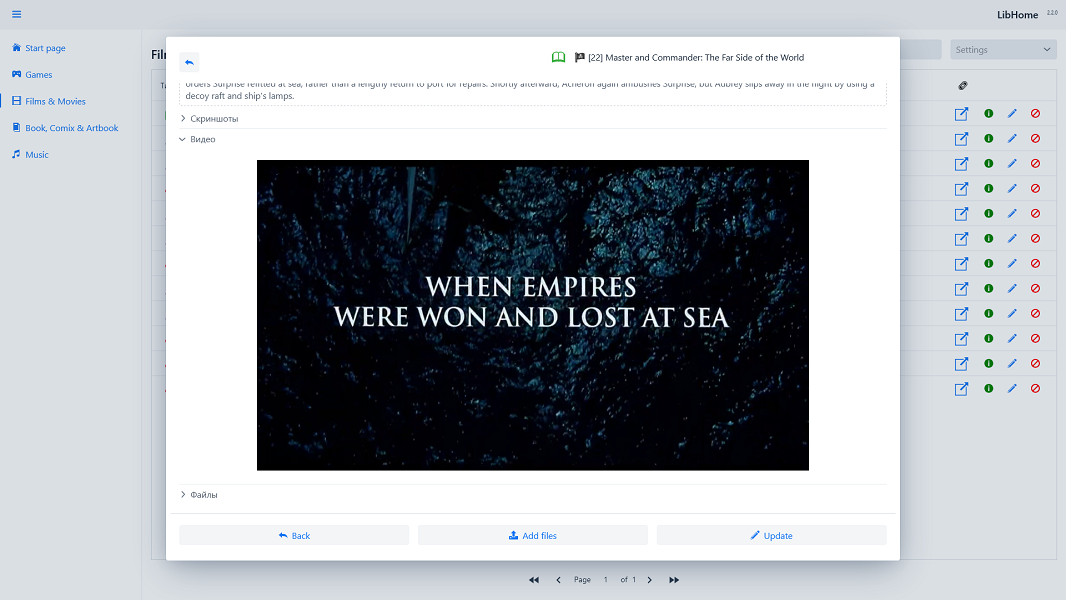 LibHome 2.2.0
Start page
Games
Films & Movies
Book, Comix & Artbook
Music
Settings
[22] Master and Commander: The Far Side of the World
orders Surprise refitted at sea, rather than a lengthy return to port for repairs. Shortly afterward, Acheron again ambushes Surprise, but Aubrey slips away in the night by using a
decoy raft and ship's lamps.
Скриншоты
Видео
WHEN EMPIRES
WERE WON AND LOST AT SEA
Файлы
Back
Add files
Update
Page 1 of 1